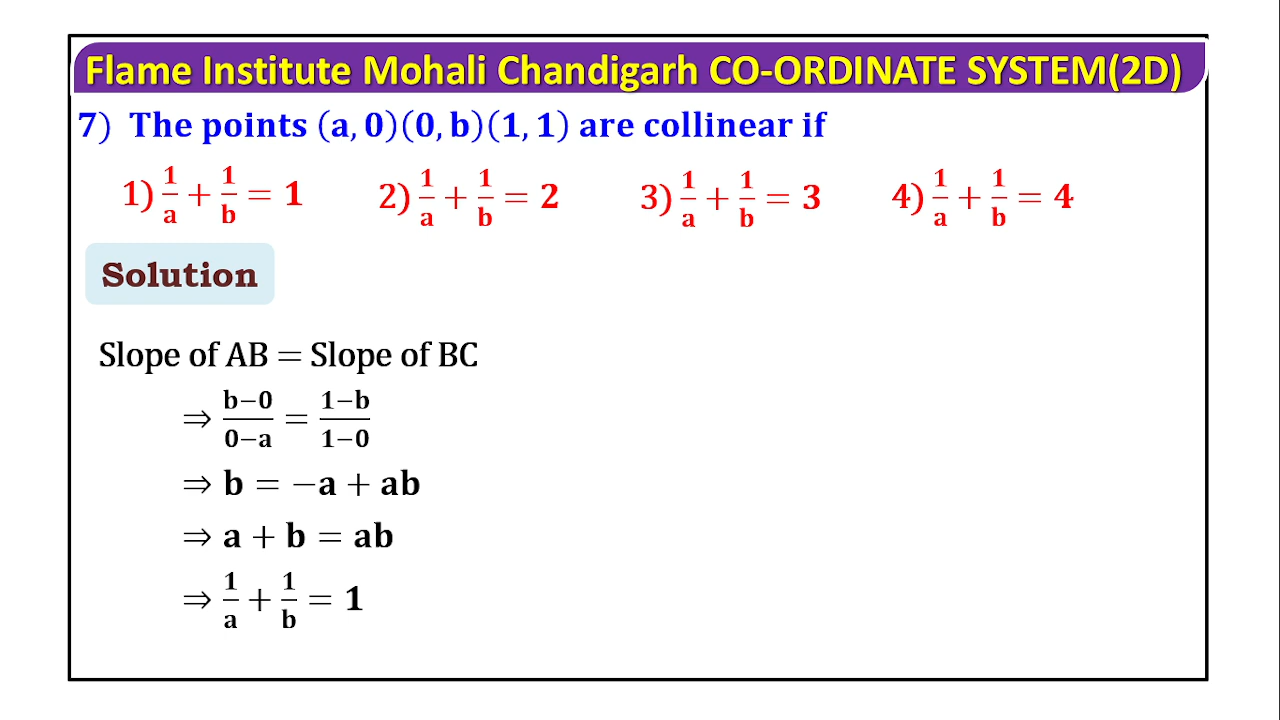 Flame Institute Mohali Chandigarh CO-ORDINATE SYSTEM(2D)
7) The points (a, 0)(0, b)(1, 1) are collinear if
1) 1/a + 1/b = 1 2) 1/a + 1/b = 2 3) 1/a + 1/b = 3 4) 1/a + 1/b = 4
Solution
Slope of AB = Slope of BC
⇒ b−0/0−a = 1−b/1−0
⇒ b = −a + ab
⇒ a + b = ab
⇒ 1/a + 1/b = 1